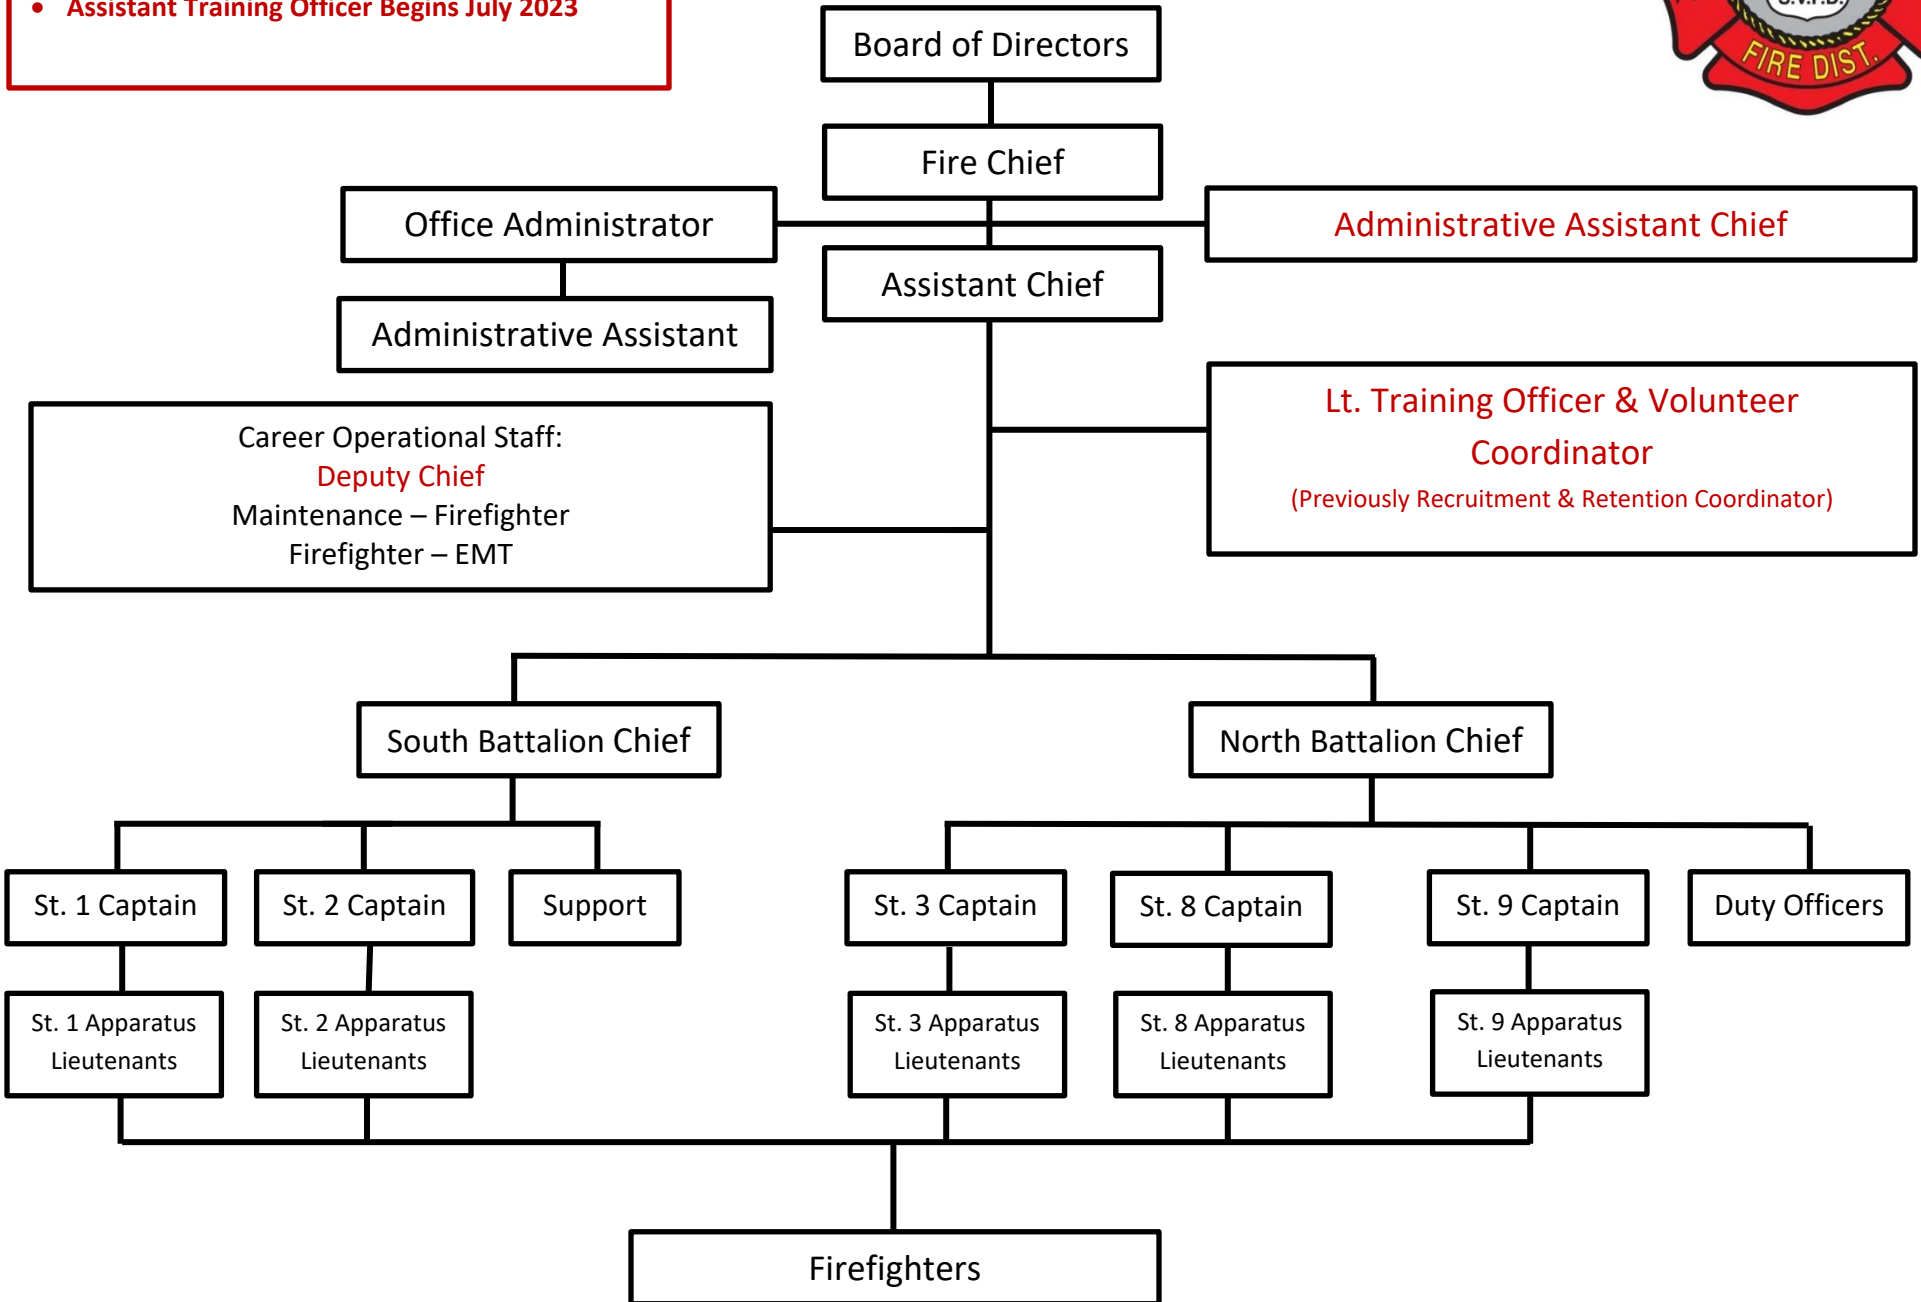 • Assistant Training Officer Begins July 2023
S.V.F.D.
FIRE DIST.
Board of Directors
Fire Chief
Office Administrator
Administrative Assistant Chief
Assistant Chief
Administrative Assistant
Career Operational Staff:
Deputy Chief
Maintenance – Firefighter
Firefighter – EMT
Lt. Training Officer & Volunteer
Coordinator
(Previously Recruitment & Retention Coordinator)
South Battalion Chief
North Battalion Chief
St. 1 Captain
St. 2 Captain
Support
St. 3 Captain
St. 8 Captain
St. 9 Captain
Duty Officers
St. 1 Apparatus
Lieutenants
St. 2 Apparatus
Lieutenants
St. 3 Apparatus
Lieutenants
St. 8 Apparatus
Lieutenants
St. 9 Apparatus
Lieutenants
Firefighters